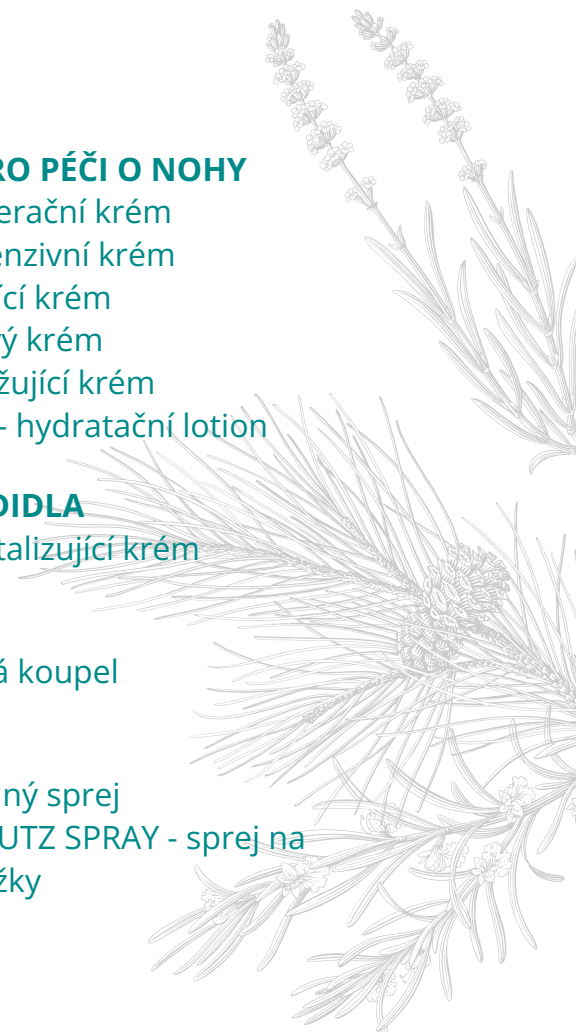 RO PÉČI O NOHY
erační krém
enzivní krém
ící krém
vý krém
žující krém
- hydratační lotion
DIDLA
talizující krém
á koupel
ný sprej
UTZ SPRAY - sprej na
žky